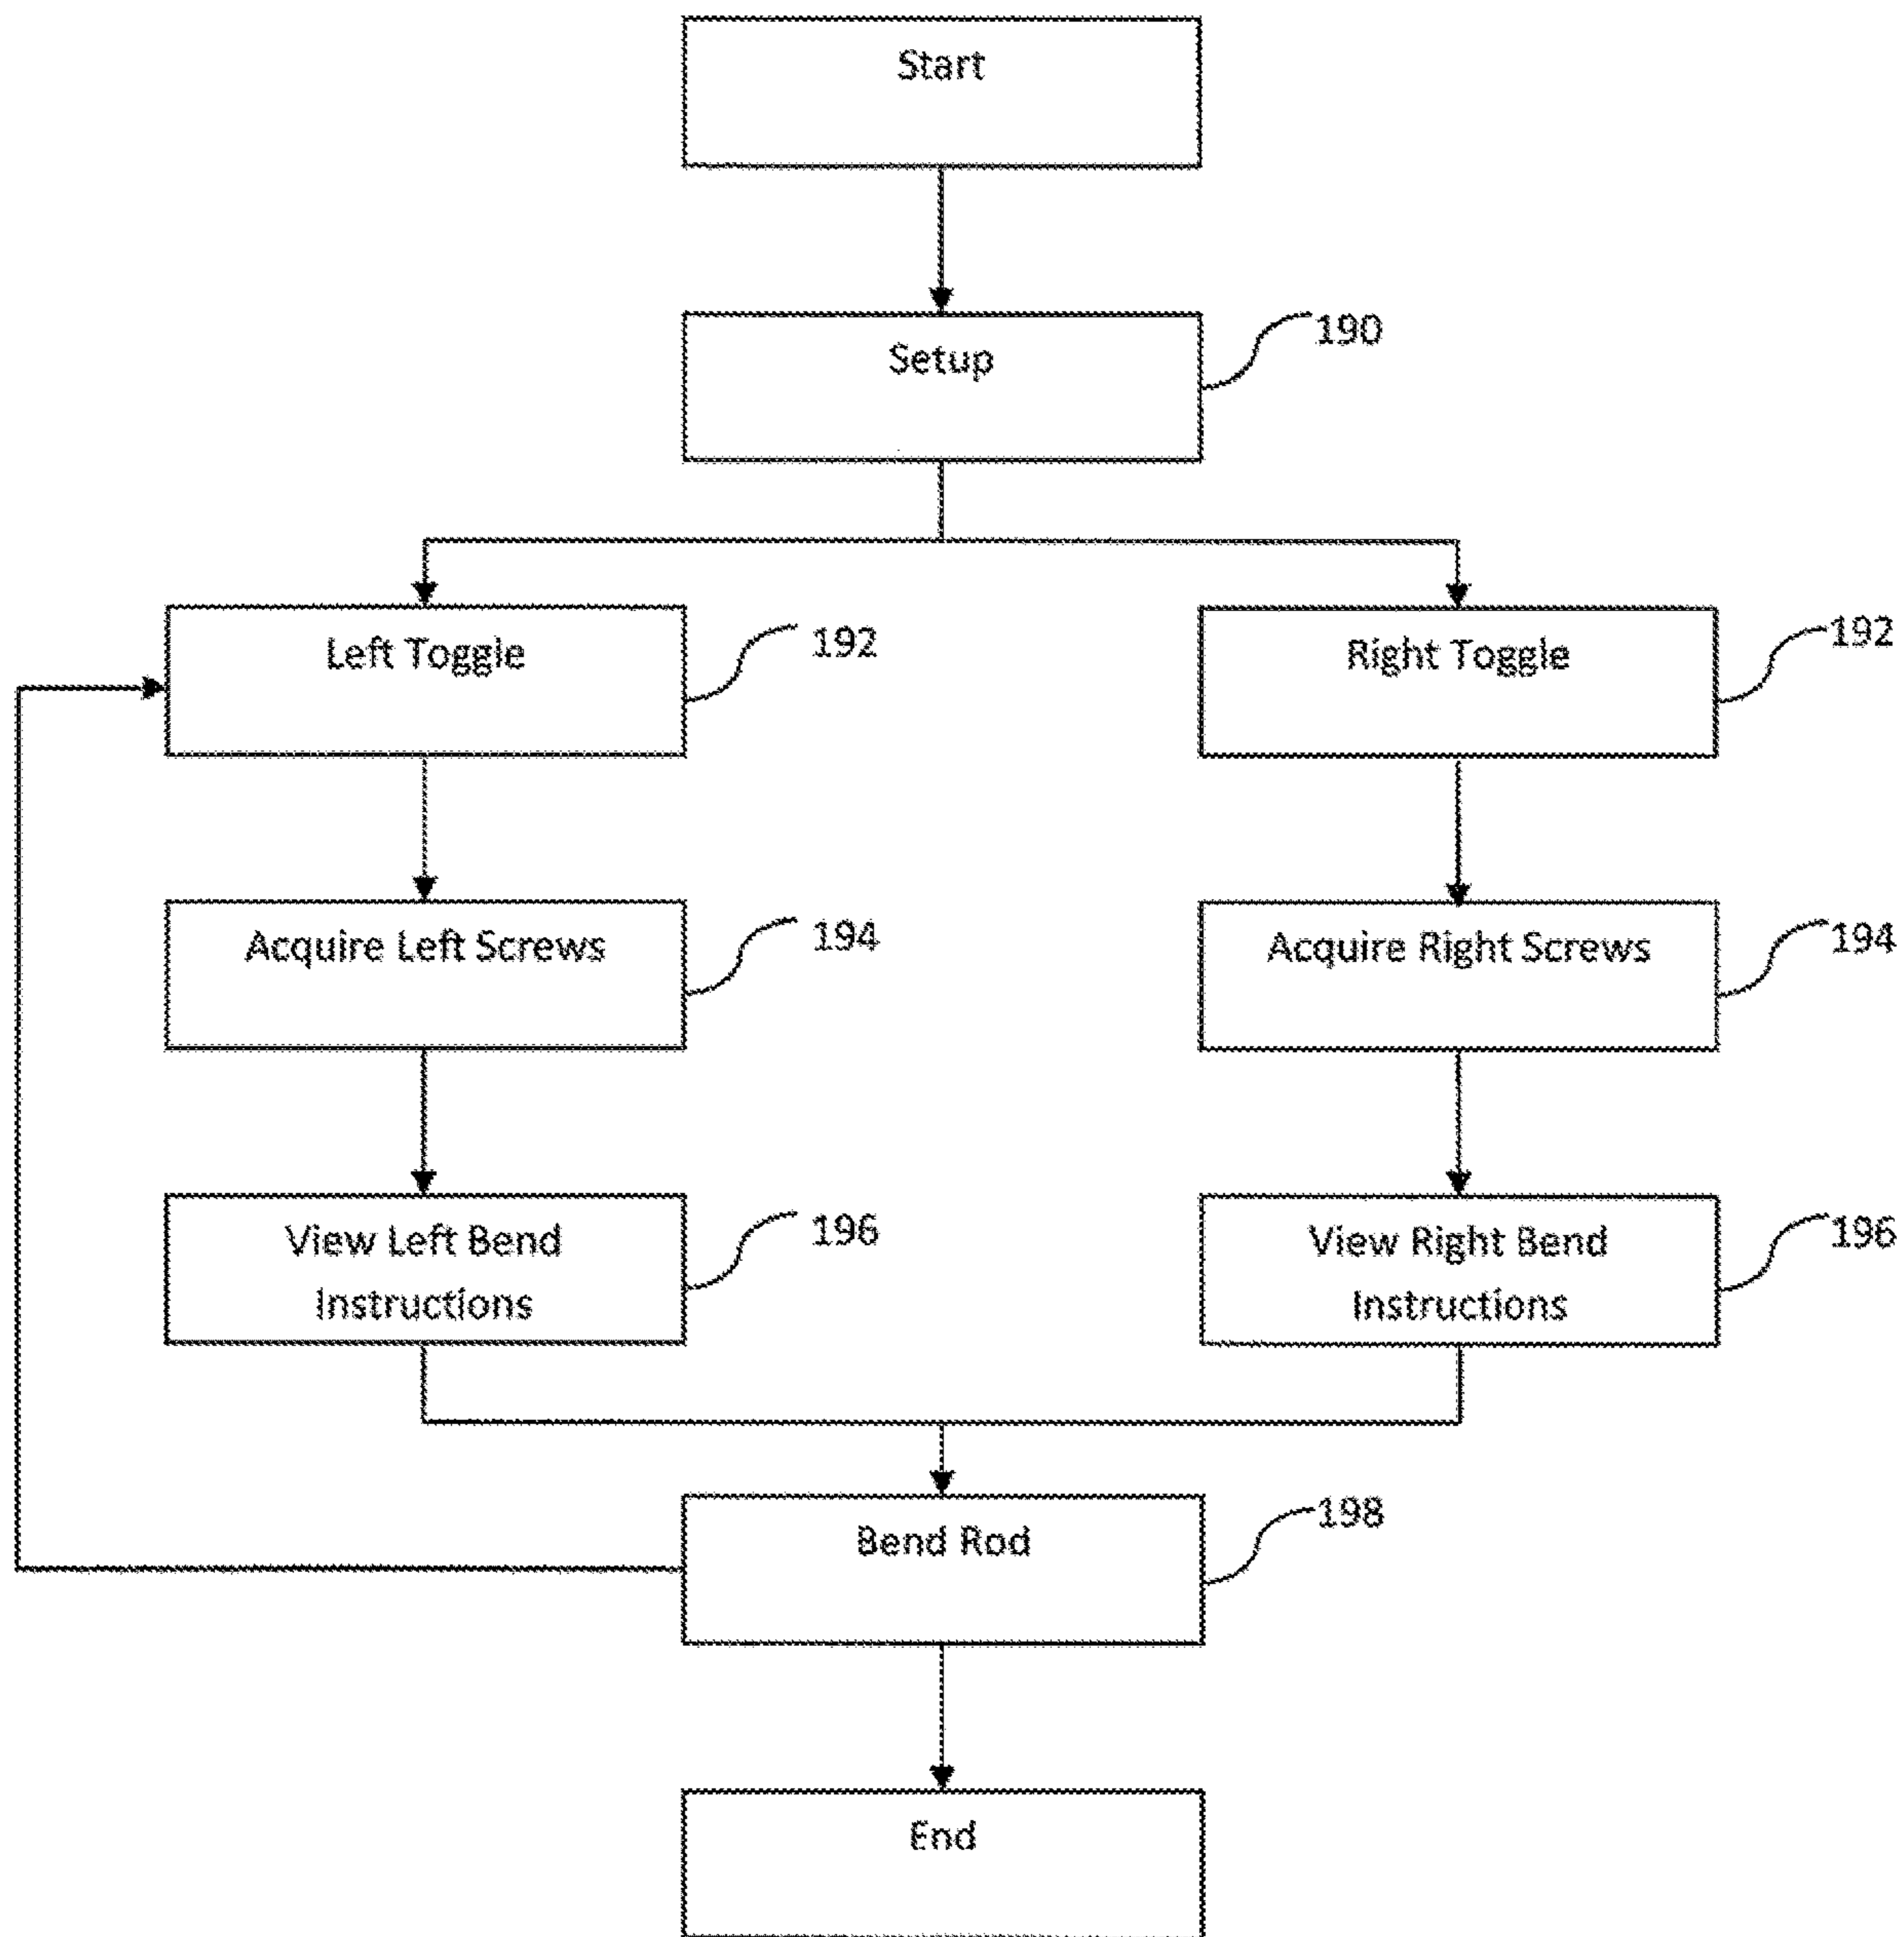 Start
Setup
190
Left Toggle
192
Right Toggle
192
Acquire Left Screws
194
Acquire Right Screws
194
View Left Bend
Instructions
196
View Right Bend
Instructions
196
Bend Rod
198
End